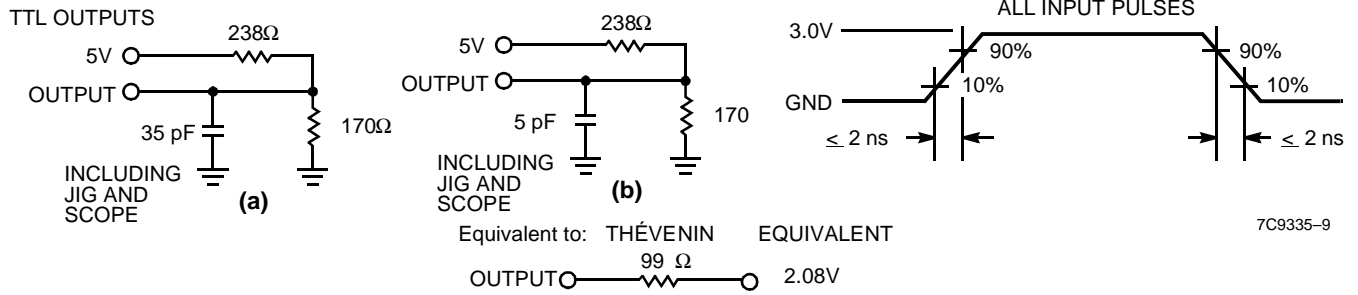 TTL OUTPUTS
238Ω
5V
OUTPUT
35 pF
170Ω
INCLUDING
JIG AND
SCOPE
(a)
238Ω
5V
OUTPUT
5 pF
170
INCLUDING
JIG AND
SCOPE
(b)
ALL INPUT PULSES
3.0V
90%
10%
GND
≤ 2 ns
90%
10%
≤ 2 ns
7C9335–9
Equivalent to: THÉVENIN EQUIVALENT
99 Ω
OUTPUT 2.08V